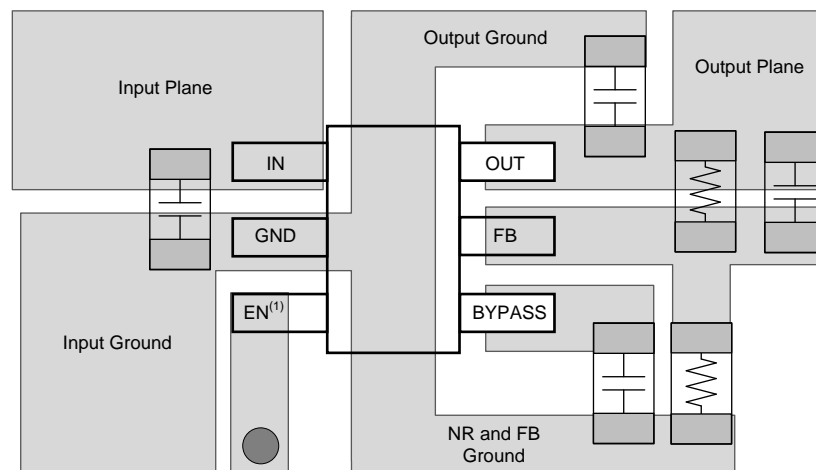 Output Ground
Output Plane
Input Plane
IN
OUT
GND
FB
EN(1)
BYPASS
Input Ground
NR and FB
Ground